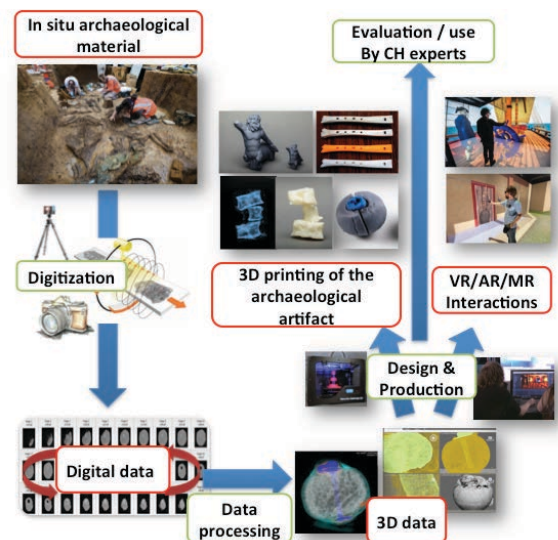 In situ archaeological
material
Evaluation / use
By CH experts
Digitization
3D printing of the
archaeological
artifact
VR/AR/MR
Interactions
Design &
Production
Digital data
Data
processing
3D data